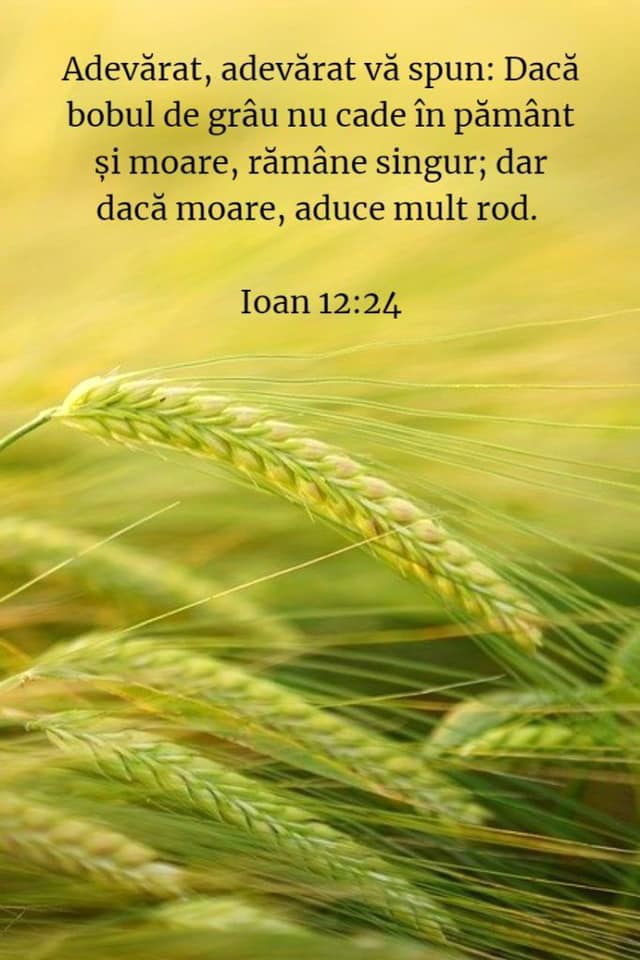 Adevărat, adevărat vă spun: Dacă
bobul de grâu nu cade în pământ
și moare, rămâne singur; dar
dacă moare, aduce mult rod.
Ioan 12:24